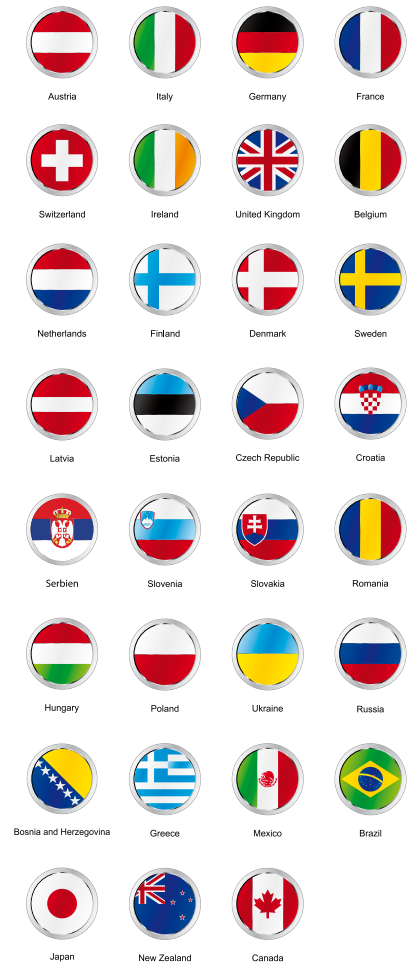 Austria
Italy
Germany
France
Switzerland
Ireland
United Kingdom
Belgium
Netherlands
Finland
Denmark
Sweden
Latvia
Estonia
Czech Republic
Croatia
Serbien
Slovenia
Slovakia
Romania
Hungary
Poland
Ukraine
Russia
Bosnia and Herzegovina
Greece
Mexico
Brazil
Japan
New Zealand
Canada